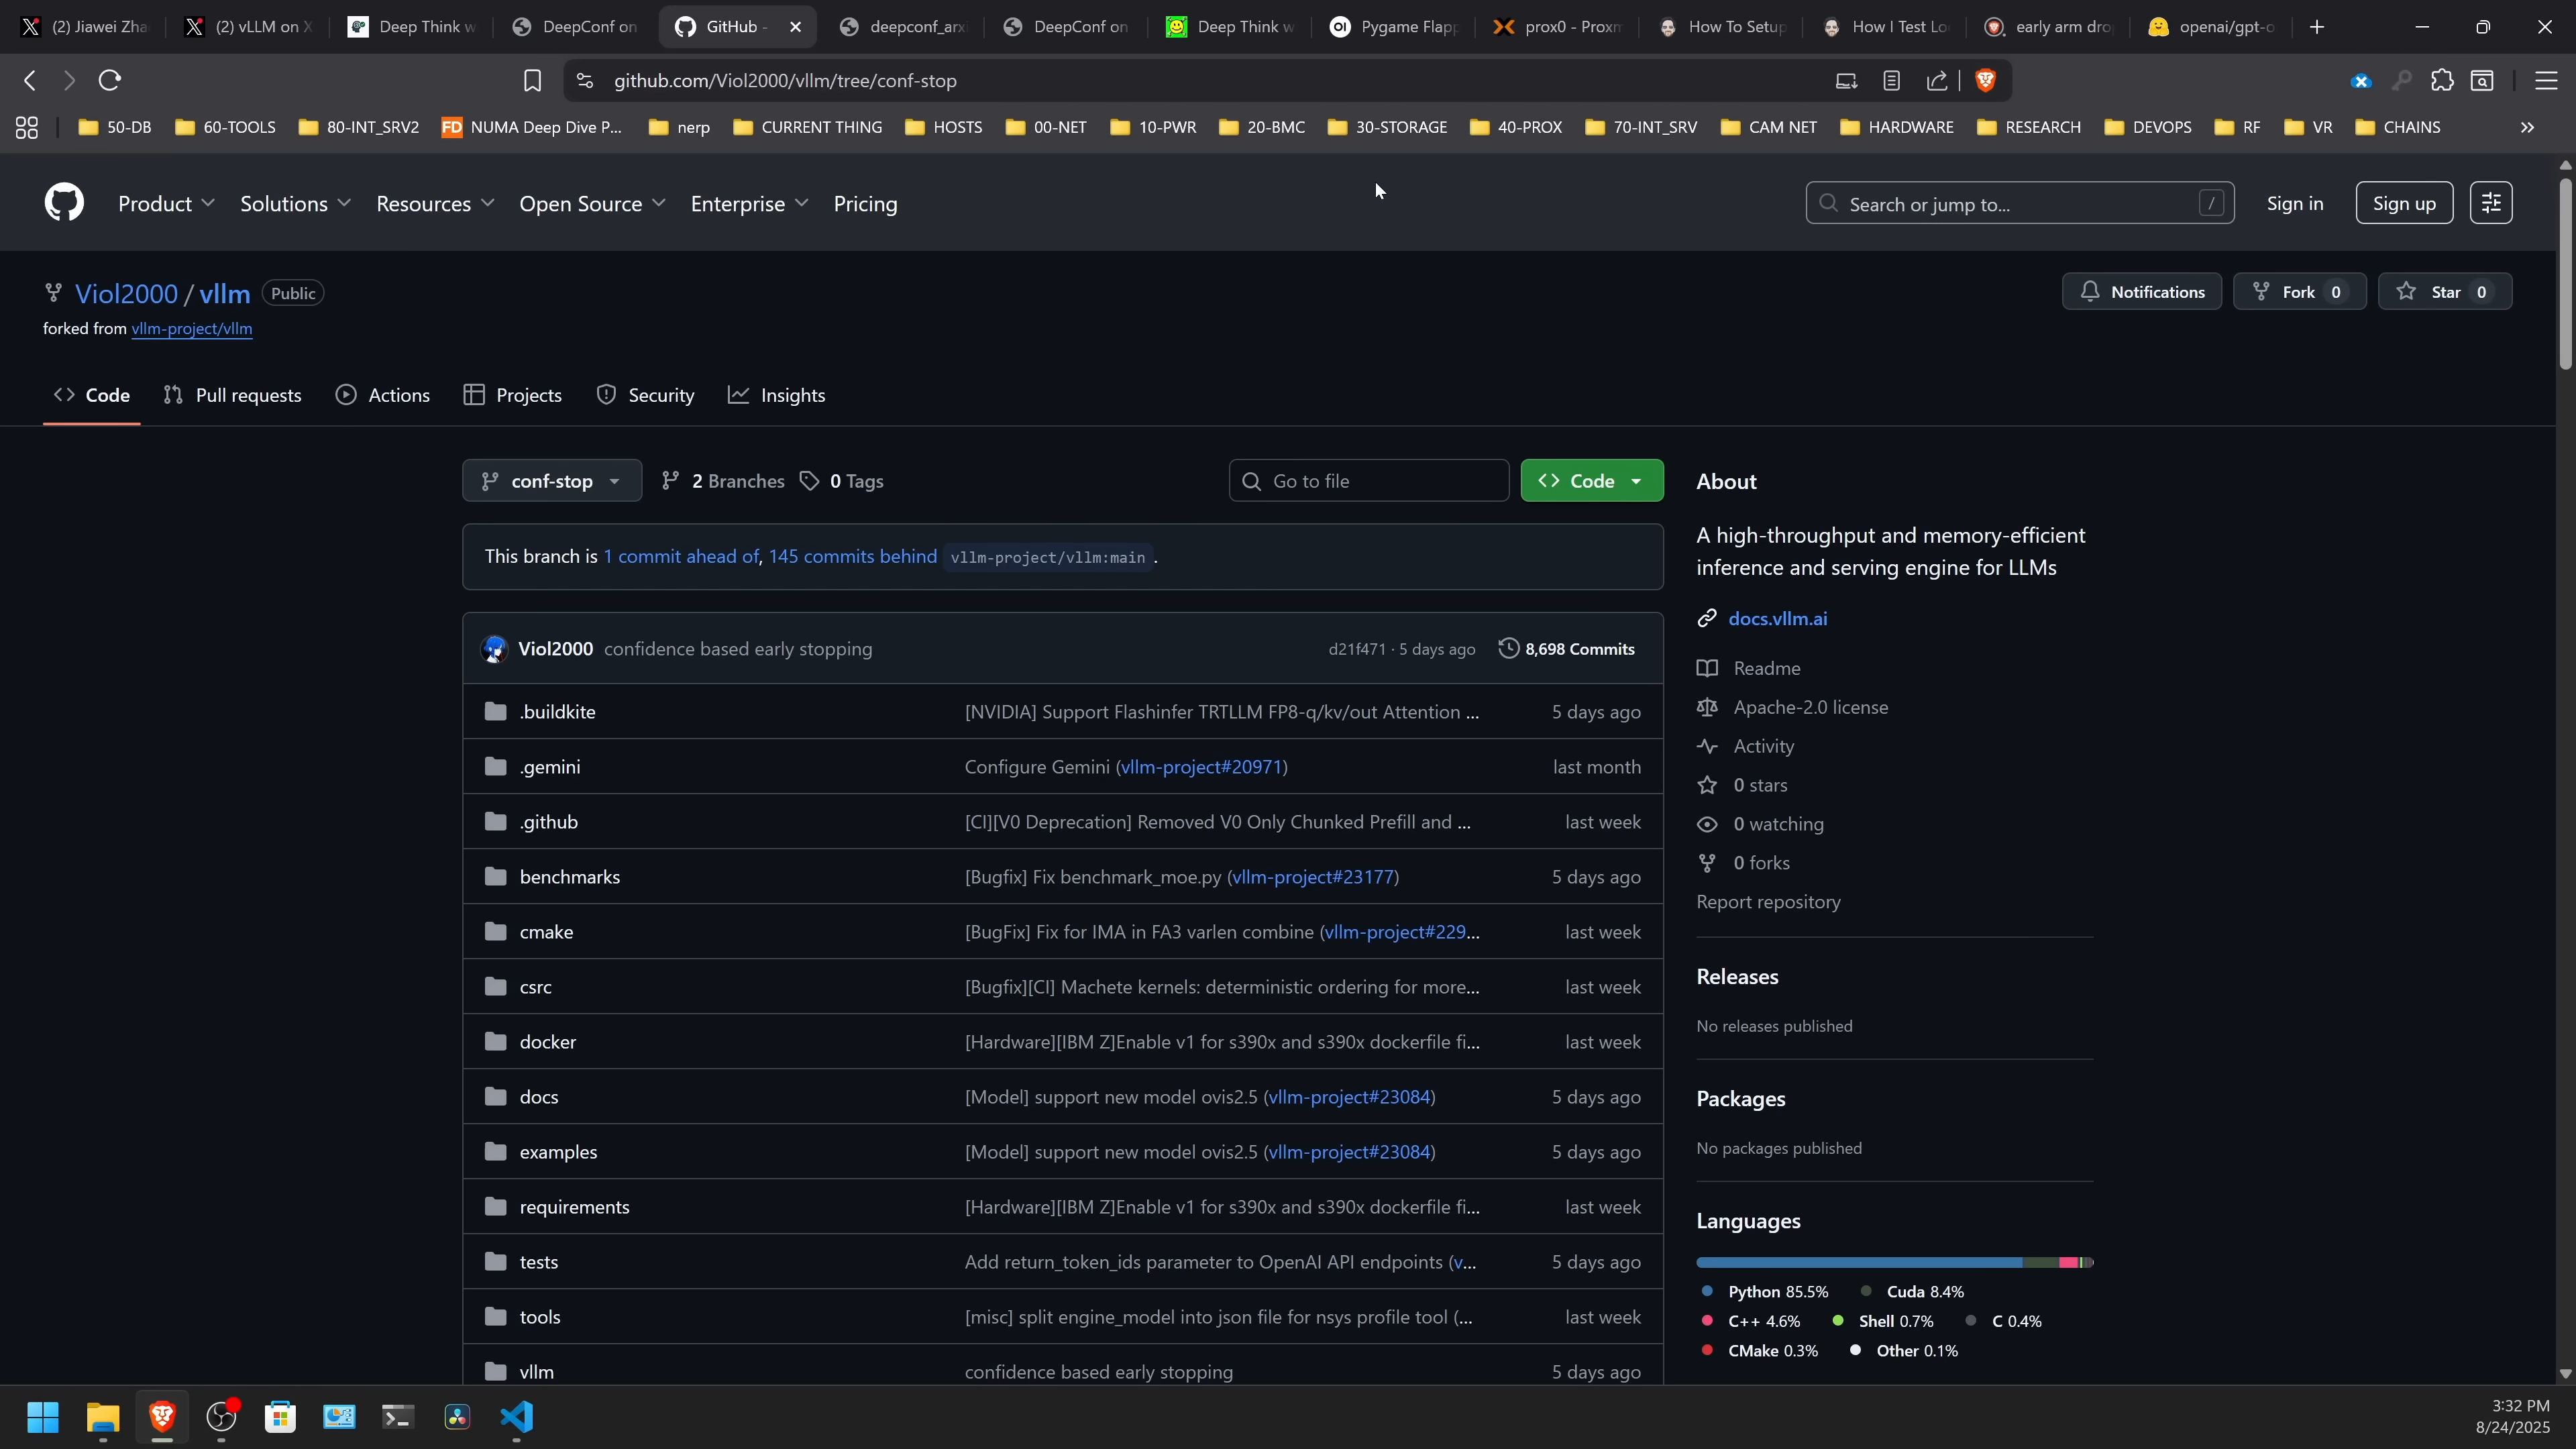 (2) Jiawei Zha
(2) vLLM on X
Deep Think w
DeepConf on
GitHub -
deepconf_arxi
DeepConf on
Deep Think w
Pygame Flapp
prox0 - Proxm
How To Setup
How I Test Lo
early arm dro
openai/gpt-o
github.com/Viol2000/vllm/tree/conf-stop
50-DB
60-TOOLS
80-INT_SRV2
FD NUMA Deep Dive P...
nerp
CURRENT THING
HOSTS
00-NET
10-PWR
20-BMC
30-STORAGE
40-PROX
70-INT_SRV
CAM NET
HARDWARE
RESEARCH
DEVOPS
RF
VR
CHAINS
Product
Solutions
Resources
Open Source
Enterprise
Pricing
Search or jump to...
/
Sign in
Sign up
Viol2000 / vllm Public
Notifications
Fork 0
Star 0
forked from vllm-project/vllm
Code
Pull requests
Actions
Projects
Security
Insights
conf-stop
2 Branches
0 Tags
Go to file
Code
This branch is 1 commit ahead of, 145 commits behind vllm-project/vllm:main .
Viol2000 confidence based early stopping d21f471 · 5 days ago 8,698 Commits
.buildkite [NVIDIA] Support Flashinfer TRTLLM FP8-q/kv/out Attention ... 5 days ago
.gemini Configure Gemini (vllm-project#20971) last month
.github [CI][V0 Deprecation] Removed V0 Only Chunked Prefill and ... last week
benchmarks [Bugfix] Fix benchmark_moe.py (vllm-project#23177) 5 days ago
cmake [BugFix] Fix for IMA in FA3 varlen combine (vllm-project#229... last week
csrc [Bugfix][CI] Machete kernels: deterministic ordering for more... last week
docker [Hardware][IBM Z]Enable v1 for s390x and s390x dockerfile fi... last week
docs [Model] support new model ovis2.5 (vllm-project#23084) 5 days ago
examples [Model] support new model ovis2.5 (vllm-project#23084) 5 days ago
requirements [Hardware][IBM Z]Enable v1 for s390x and s390x dockerfile fi... last week
tests Add return_token_ids parameter to OpenAI API endpoints (v... 5 days ago
tools [misc] split engine_model into json file for nsys profile tool (... last week
vllm confidence based early stopping 5 days ago
About
A high-throughput and memory-efficient
inference and serving engine for LLMs
docs.vllm.ai
Readme
Apache-2.0 license
Activity
0 stars
0 watching
0 forks
Report repository
Releases
No releases published
Packages
No packages published
Languages
Python 85.5% Cuda 8.4%
C++ 4.6% Shell 0.7% C 0.4%
CMake 0.3% Other 0.1%
3:32 PM
8/24/2025